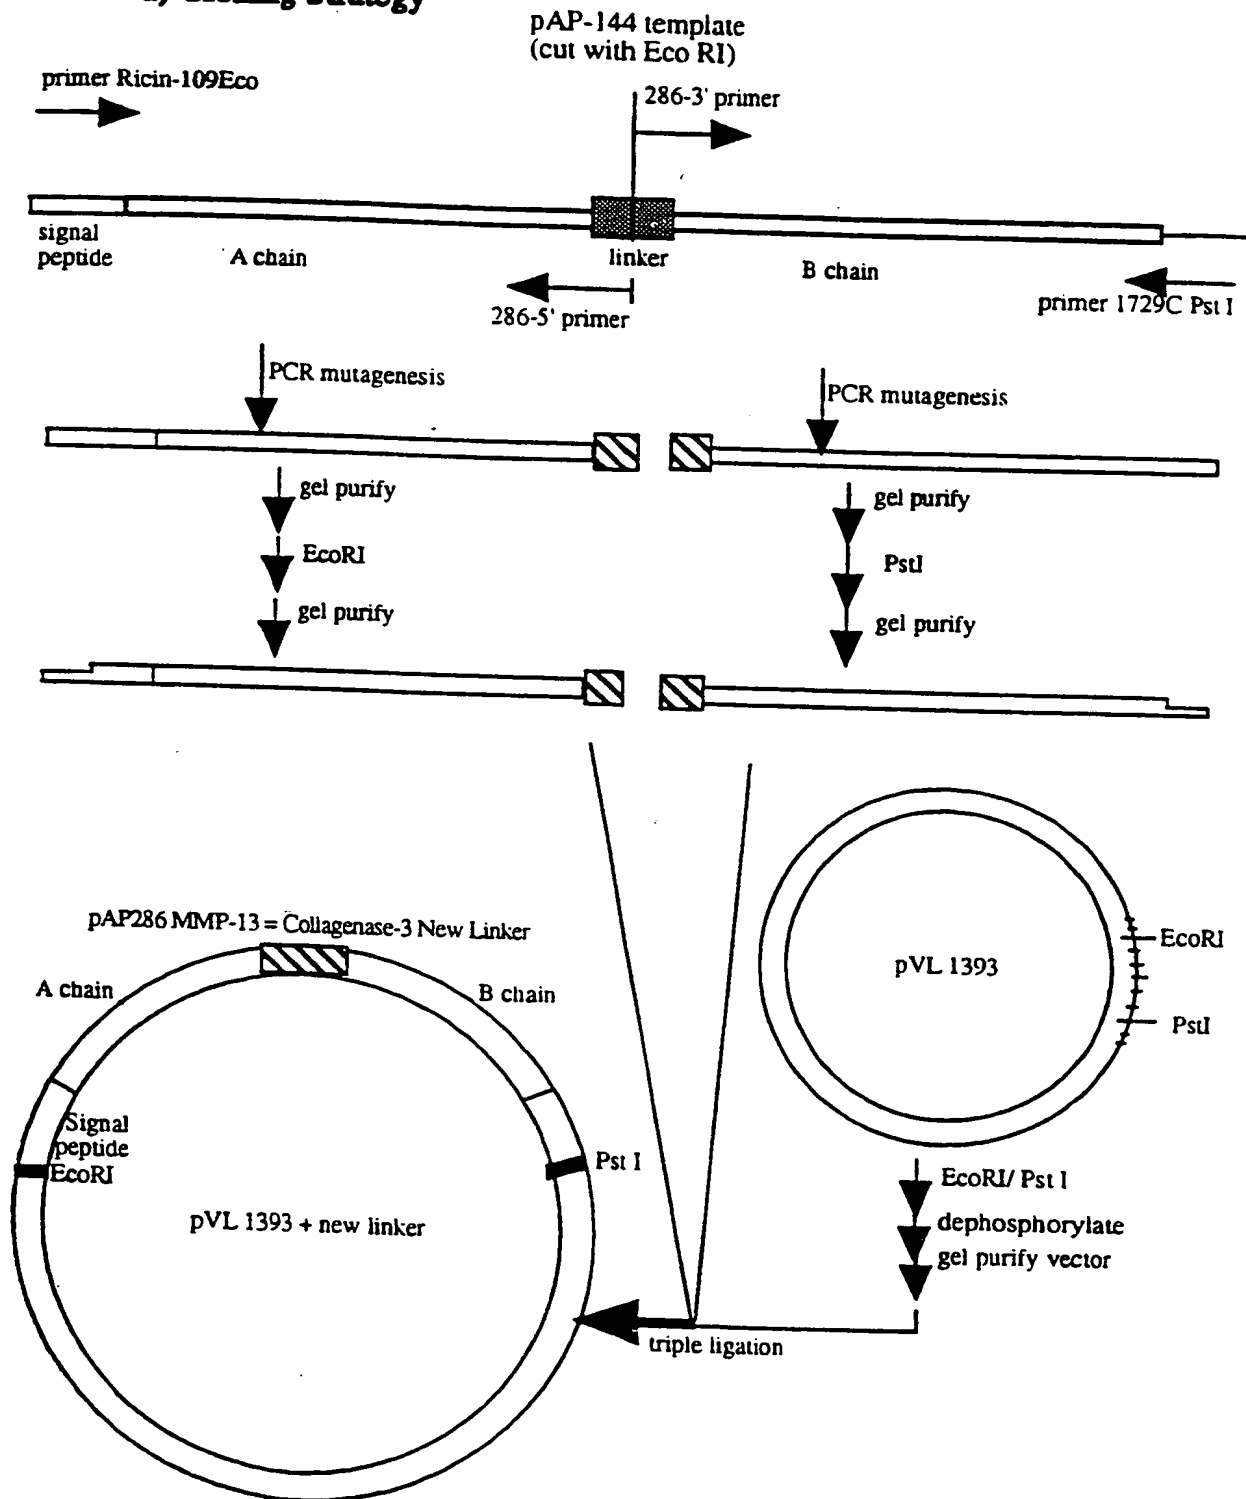 pAP-144 template
(cut with Eco RI)
primer Ricin-109Eco
286-3' primer
signal
peptide
A chain
linker
B chain
286-5' primer
primer 1729C Pst I
PCR mutagenesis
PCR mutagenesis
gel purify
gel purify
EcoRI
PstI
gel purify
gel purify
pAP286 MMP-13 = Collagenase-3 New Linker
A chain
B chain
pVL 1393
EcoRI
PstI
Signal
peptide
EcoRI
Pst I
pVL 1393 + new linker
EcoRI/ Pst I
dephosphorylate
gel purify vector
triple ligation